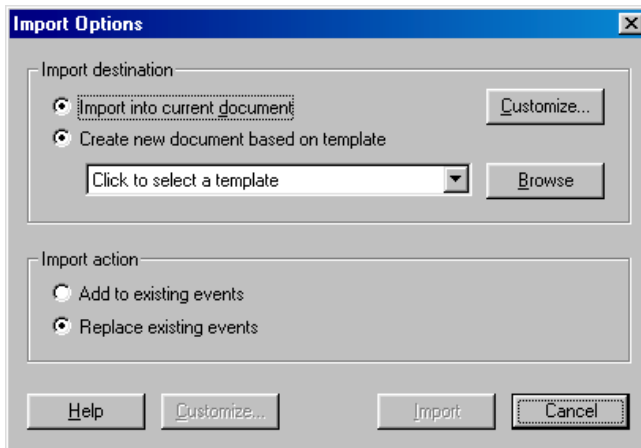 Import Options
Import destination
Import into current document
Customize...
Create new document based on template
Click to select a template
Browse
Import action
Add to existing events
Replace existing events
Help
Customize...
Import
Cancel